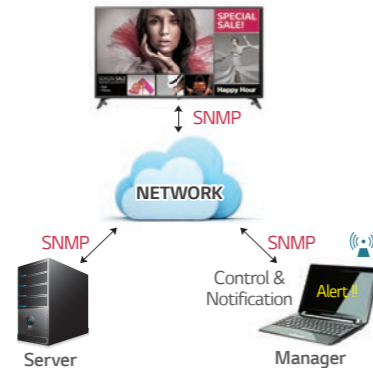 SPECIAL
SALE!
Happy Hour
SNMP
NETWORK
SNMP
SNMP
Control &
Notification
Alert !!
Server
Manager